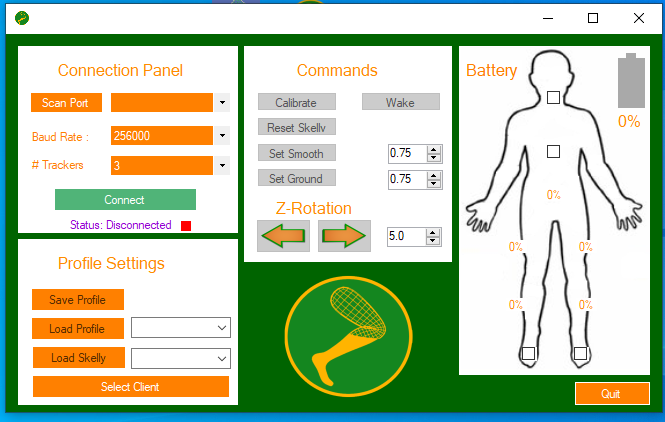 Connection Panel
Scan Port
Baud Rate : 256000
# Trackers 3
Connect
Status: Disconnected
Profile Settings
Save Profile
Load Profile
Load Skelly
Select Client
Commands
Calibrate Wake
Reset Skelly
Set Smooth 0.75
Set Ground 0.75
Z-Rotation
5.0
Battery
0%
0%
0% 0%
0% 0%
Quit